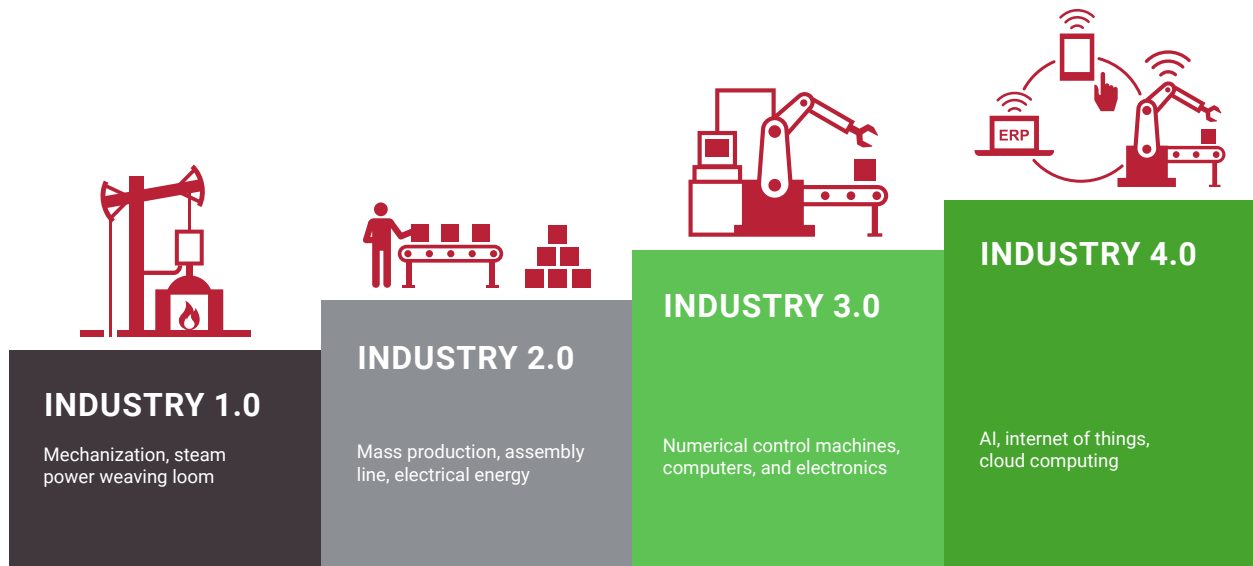 ERP
INDUSTRY 1.0
Mechanization, steam
power weaving loom
INDUSTRY 2.0
Mass production, assembly
line, electrical energy
INDUSTRY 3.0
Numerical control machines,
computers, and electronics
INDUSTRY 4.0
AI, internet of things,
cloud computing